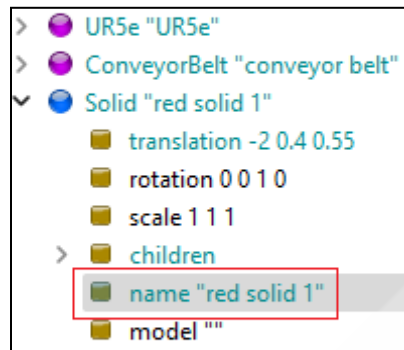 UR5e "UR5e"
ConveyorBelt "conveyor belt"
Solid "red solid 1"
translation -2 0.4 0.55
rotation 0 0 1 0
scale 1 1 1
children
name "red solid 1"
model ""